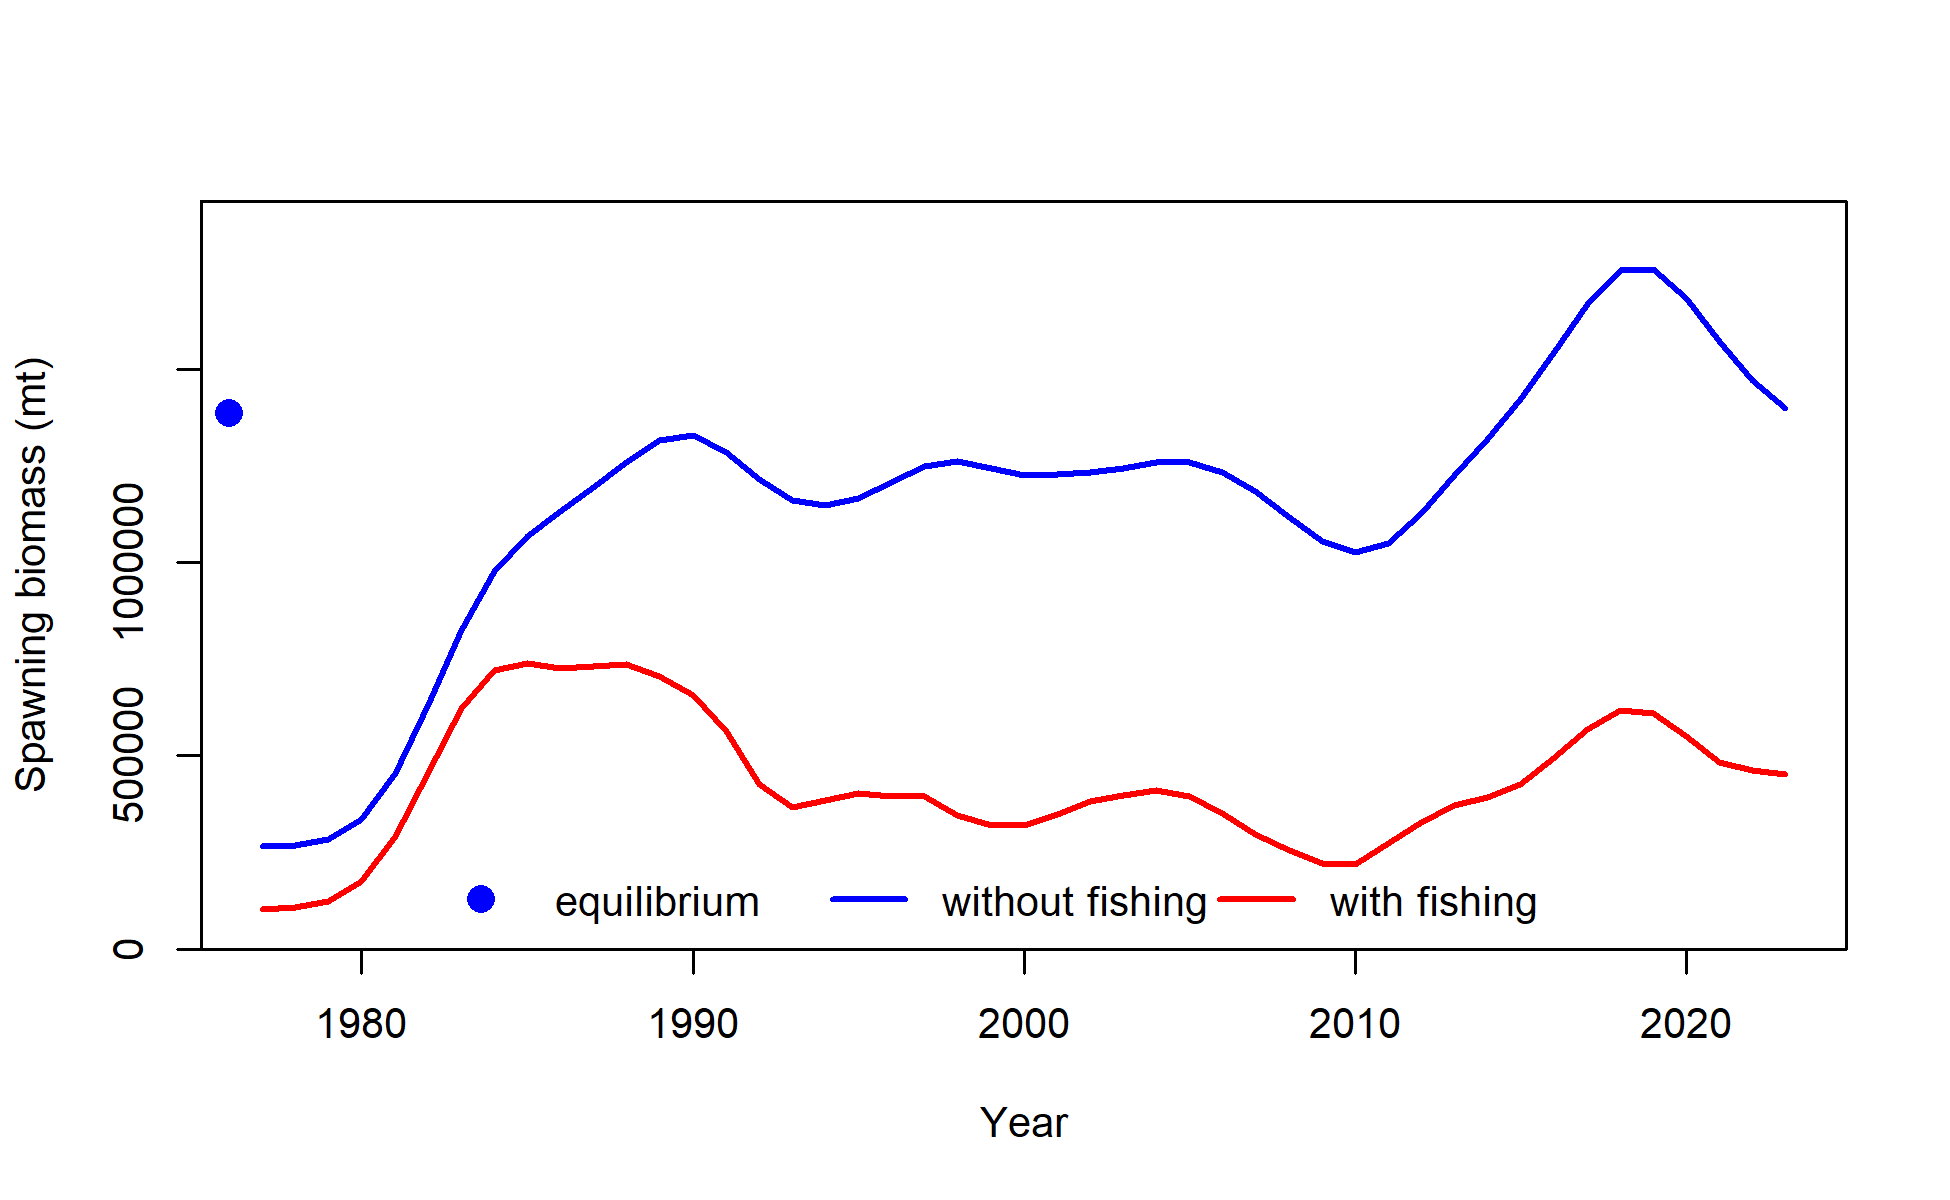 Spawning biomass (mt)
1000000
500000
0
equilibrium without fishing with fishing
1980 1990 2000 2010 2020
Year